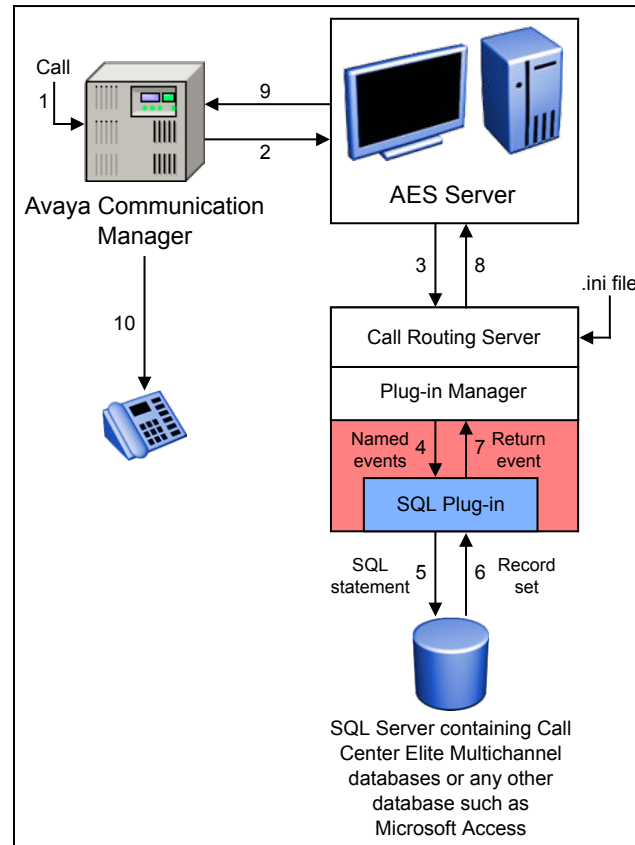 Call
1
9
2
Avaya Communication
Manager
AES Server
3
8
.ini file
10
Call Routing Server
Plug-in Manager
Named
events
4
7
Return
event
SQL Plug-in
SQL
statement
5
6
Record
set
SQL Server containing Call
Center Elite Multichannel
databases or any other
database such as
Microsoft Access